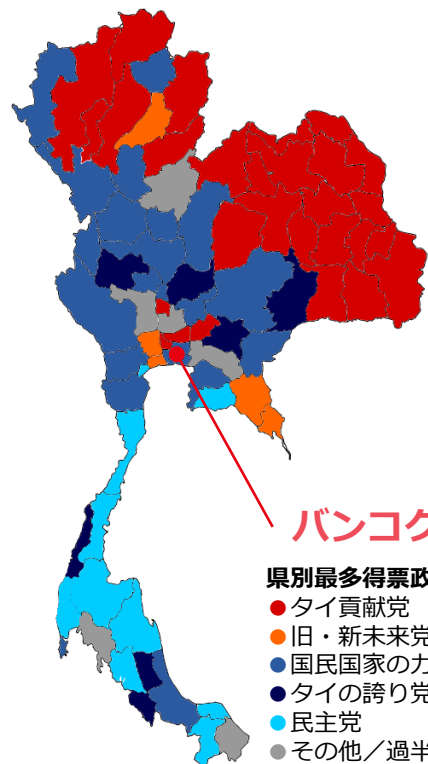 バンコク
県別最多得票政
●タイ貢献党
●旧・新未来党
●国民国家の力
●タイの誇り党
●民主党
●その他／過半